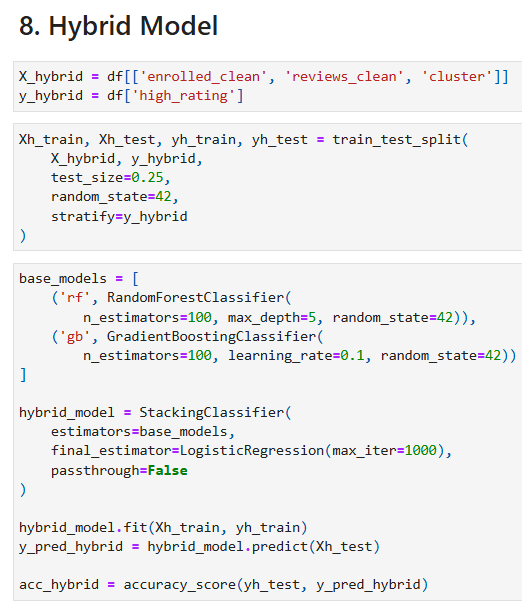 8. Hybrid Model
X_hybrid = df[['enrolled_clean', 'reviews_clean', 'cluster']]
y_hybrid = df['high_rating']
Xh_train, Xh_test, yh_train, yh_test = train_test_split(
    X_hybrid, y_hybrid,
    test_size=0.25,
    random_state=42,
    stratify=y_hybrid
)
base_models = [
    ('rf', RandomForestClassifier(
        n_estimators=100, max_depth=5, random_state=42)),
    ('gb', GradientBoostingClassifier(
        n_estimators=100, learning_rate=0.1, random_state=42))
]
hybrid_model = StackingClassifier(
    estimators=base_models,
    final_estimator=LogisticRegression(max_iter=1000),
    passthrough=False
)
hybrid_model.fit(Xh_train, yh_train)
y_pred_hybrid = hybrid_model.predict(Xh_test)
acc_hybrid = accuracy_score(yh_test, y_pred_hybrid)